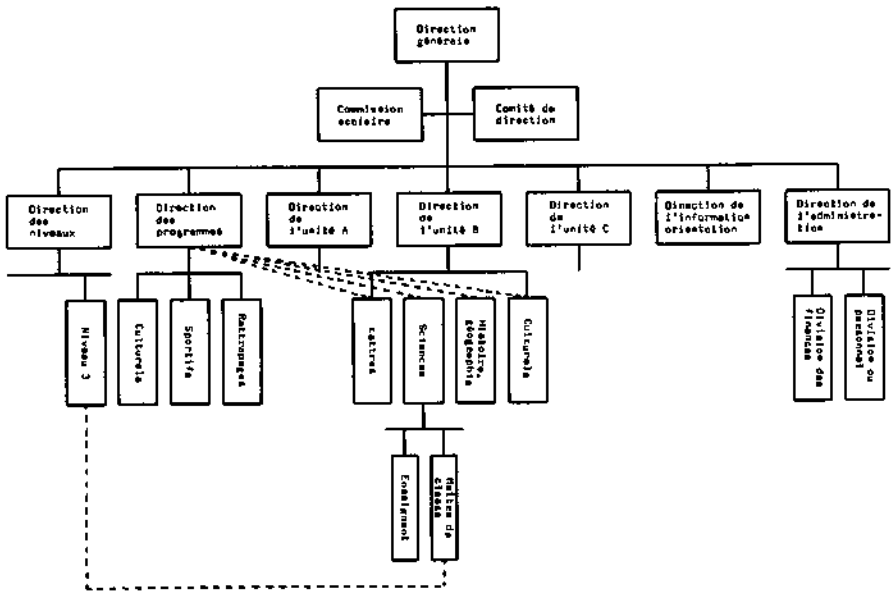 Direction
générale
Commission
scolaire
Comité de
direction
Direction
des
niveaux
Direction
des
programmes
Direction
de
l'unité A
Direction
de
l'unité B
Direction
de
l'unité C
Direction de
l'information
orientation
Direction de
l'administra-
tion
Niveau 3
Culturels
Sportifs
Rattrapages
Lettres
Sciences
Histoire,
géographie
Culturels
Division des
finances
Division du
personnel
Enseignant
Maître de
classe